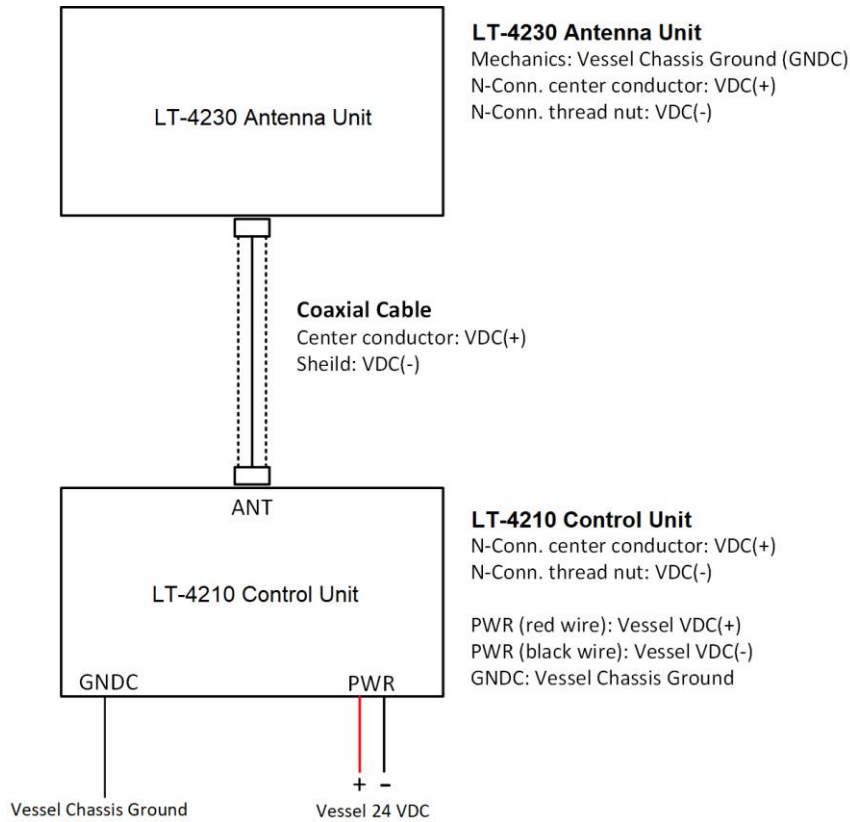 LT-4230 Antenna Unit
LT-4230 Antenna Unit
Mechanics: Vessel Chassis Ground (GNDC)
N-Conn. center conductor: VDC(+)
N-Conn. thread nut: VDC(-)
Coaxial Cable
Center conductor: VDC(+)
Sheild: VDC(-)
ANT
LT-4210 Control Unit
GNDC
PWR
LT-4210 Control Unit
N-Conn. center conductor: VDC(+)
N-Conn. thread nut: VDC(-)
PWR (red wire): Vessel VDC(+)
PWR (black wire): Vessel VDC(-)
GNDC: Vessel Chassis Ground
+ –
Vessel Chassis Ground
Vessel 24 VDC